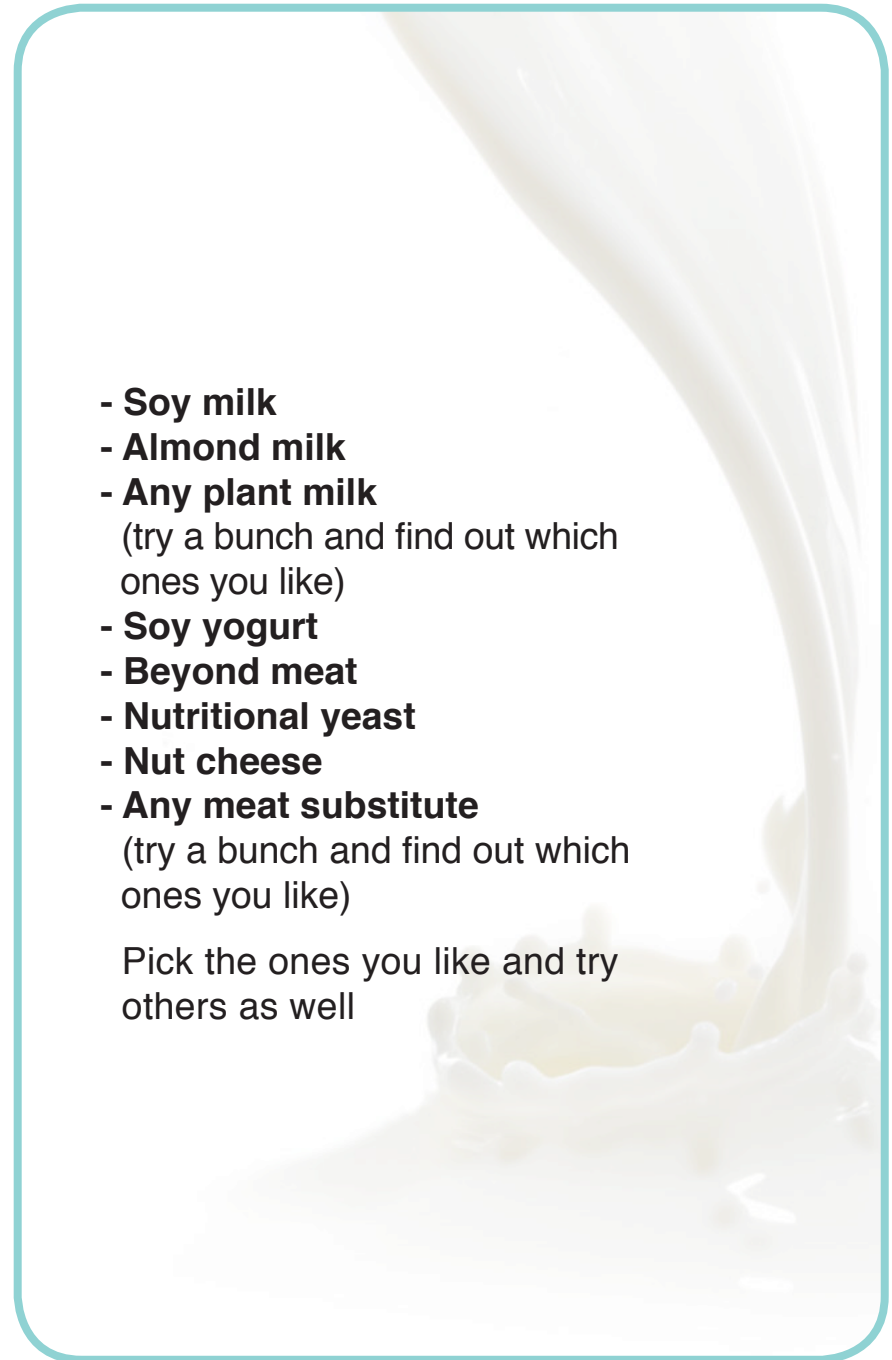 - Soy milk
- Almond milk
- Any plant milk
(try a bunch and find out which
ones you like)
- Soy yogurt
- Beyond meat
- Nutritional yeast
- Nut cheese
- Any meat substitute
(try a bunch and find out which
ones you like)
Pick the ones you like and try
others as well